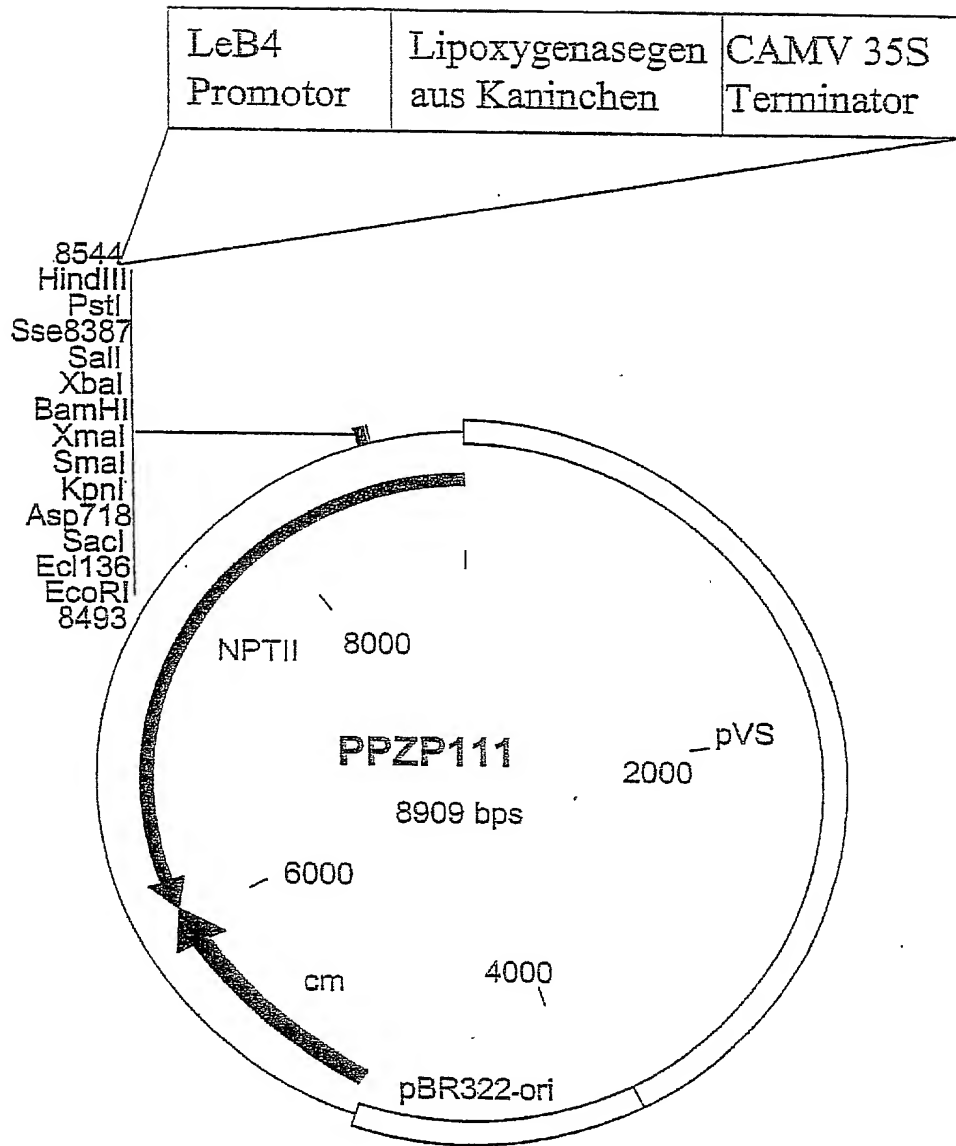 LeB4
Promotor
Lipoxygenasegen
aus Kaninchen
CAMV 35S
Terminator
8544
HindIII
PstI
Sse8387
SalI
XbaI
BamHI
XmaI
SmaI
KpnI
Asp718
SacI
Ecl136
EcoRI
8493
NPTII
8000
pVS
2000
PPZP111
8909 bps
6000
cm
4000
pBR322-ori